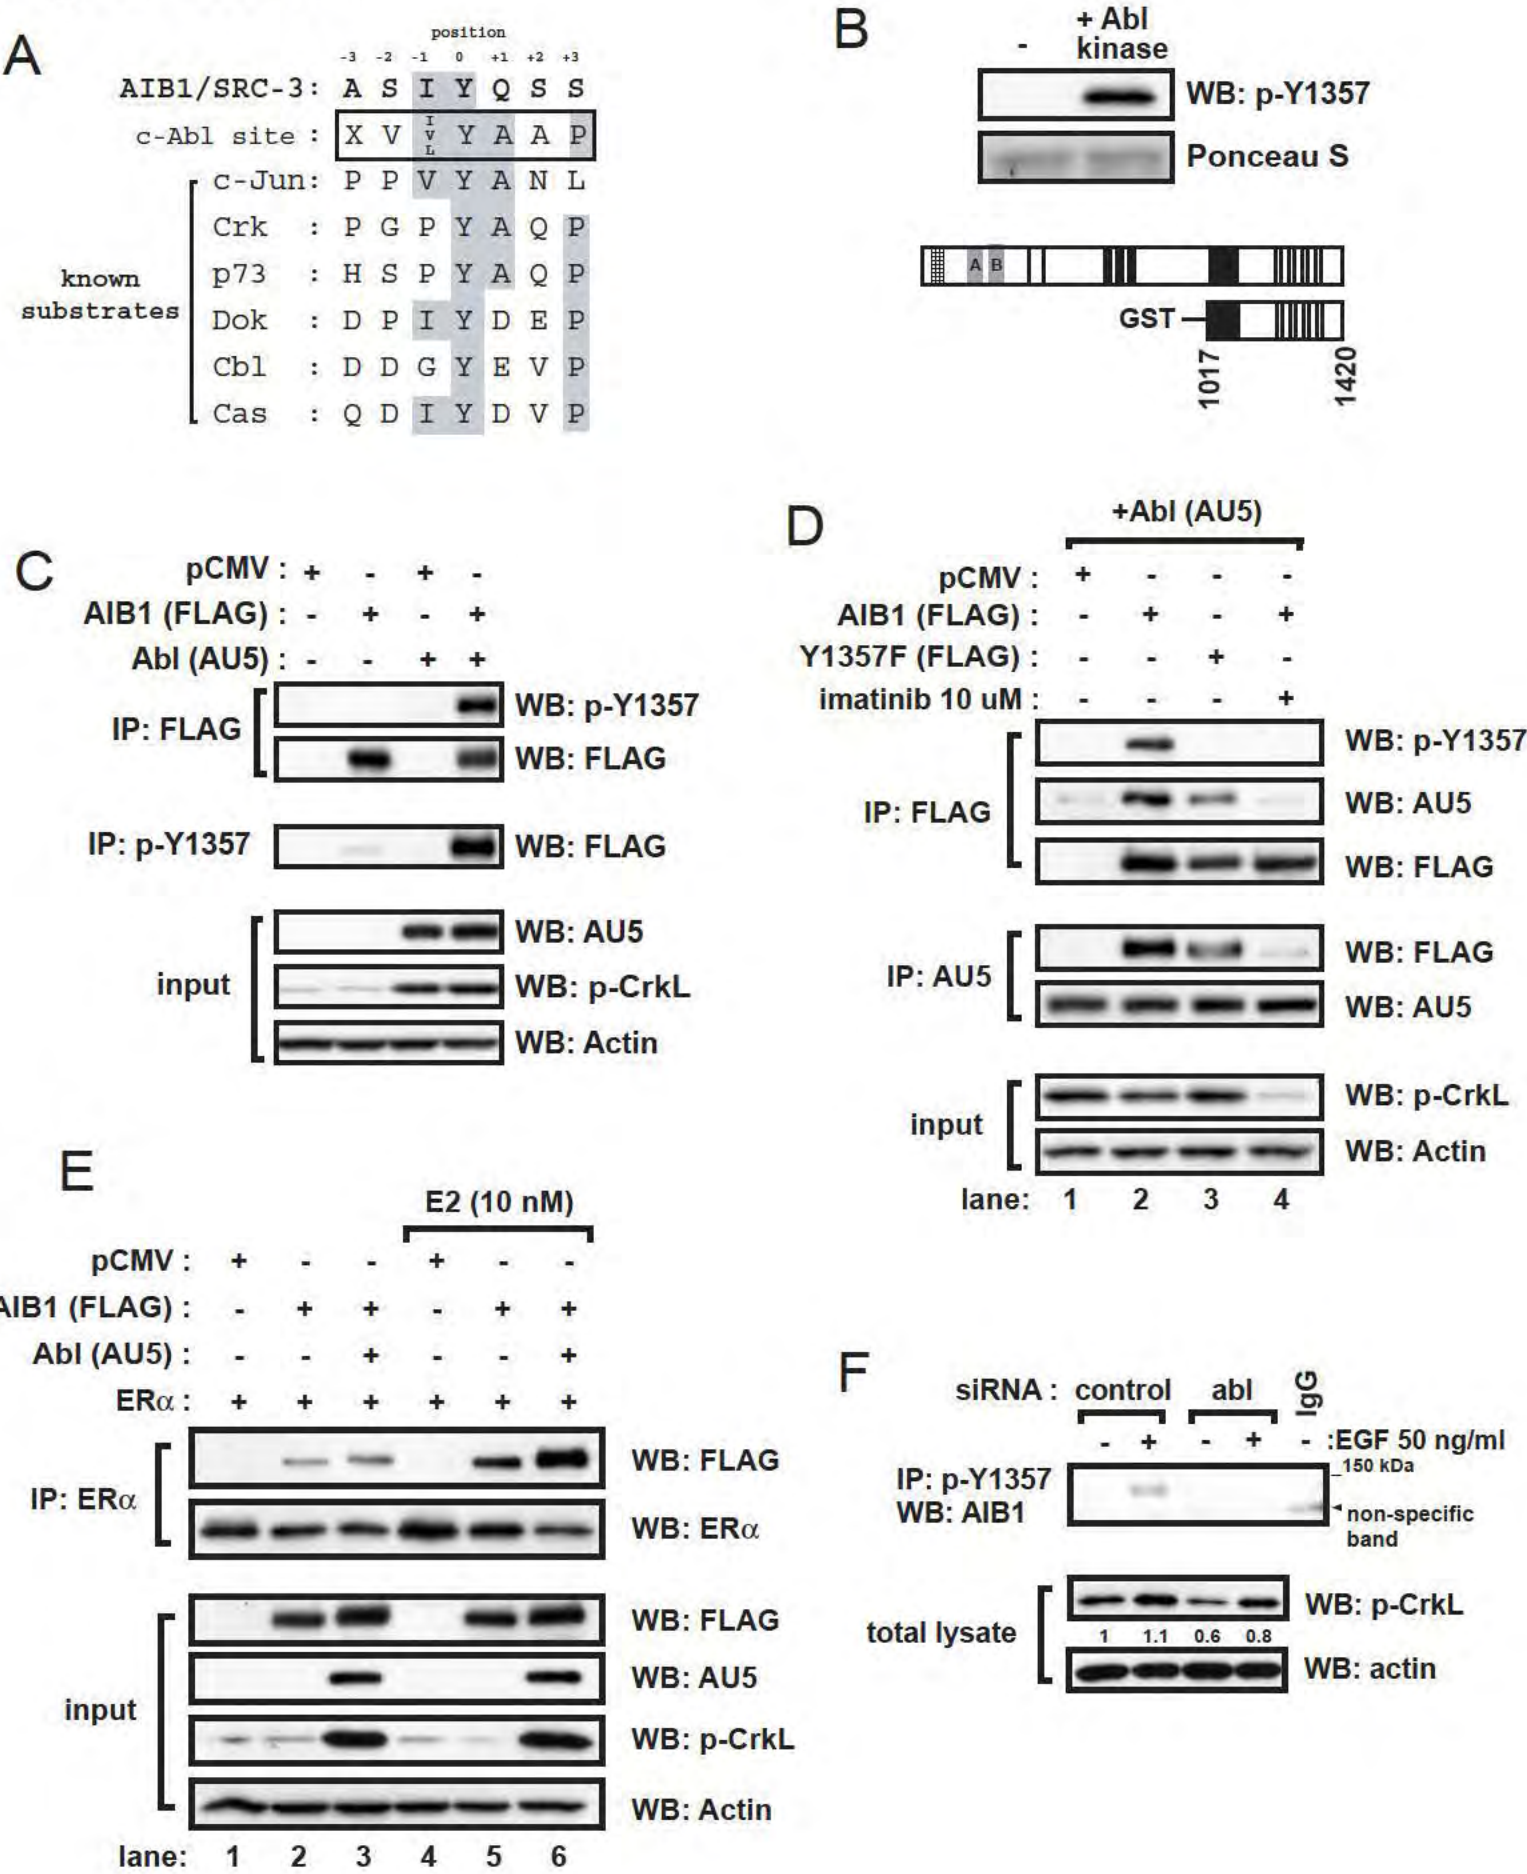 A
position
-3 -2 -1 0 +1 +2 +3
AIB1/SRC-3: A S I Y Q S S
c-Abl site : X V I V L Y A A P
known substrates
c-Jun: P P V Y A N L
Crk : P G P Y A Q P
p73 : H S P Y A Q P
Dok : D P I Y D E P
Cbl : D D G Y E V P
Cas : Q D I Y D V P
B
- + Abl kinase
WB: p-Y1357
Ponceau S
A B
GST
1017 1420
C
pCMV : + - + -
AIB1 (FLAG) : - + - +
Abl (AU5) : - - + +
IP: FLAG
WB: p-Y1357
WB: FLAG
IP: p-Y1357 WB: FLAG
input
WB: AU5
WB: p-CrkL
WB: Actin
D
+Abl (AU5)
pCMV : + - - -
AIB1 (FLAG) : - + - +
Y1357F (FLAG) : - - + -
imatinib 10 uM : - - - +
IP: FLAG
WB: p-Y1357
WB: AU5
WB: FLAG
IP: AU5
WB: FLAG
WB: AU5
input
WB: p-CrkL
WB: Actin
lane: 1 2 3 4
E
E2 (10 nM)
pCMV : + - - + - -
AIB1 (FLAG) : - + + - + +
Abl (AU5) : - - + - - +
ERα : + + + + + +
IP: ERα
WB: FLAG
WB: ERα
input
WB: FLAG
WB: AU5
WB: p-CrkL
WB: Actin
lane: 1 2 3 4 5 6
F
siRNA : control abl IgG
- + - + - :EGF 50 ng/ml
150 kDa
IP: p-Y1357
WB: AIB1
non-specific
band
total lysate
WB: p-CrkL
1 1.1 0.6 0.8
WB: actin